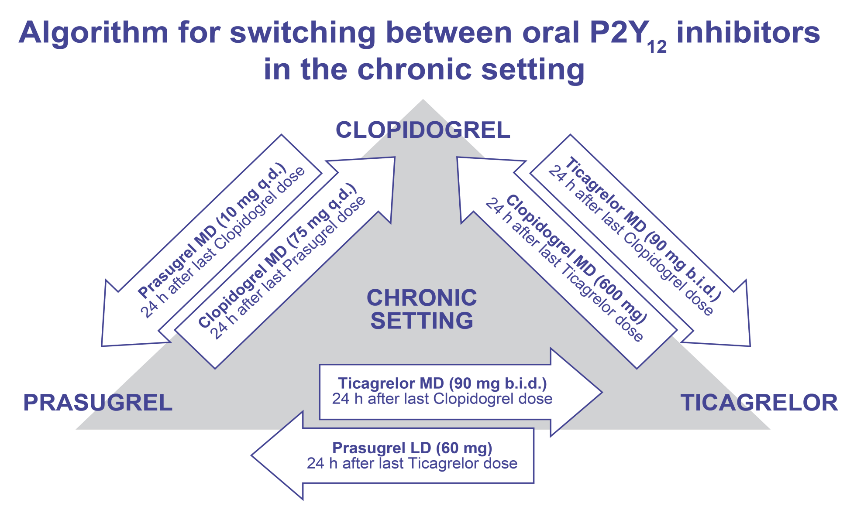 Algorithm for switching between oral P2Y12 inhibitors
in the chronic setting
CLOPIDOGREL
Prasugrel MD (10 mg q.d.)
24 h after last Clopidogrel dose
Clopidogrel MD (75 mg q.d.)
24 h after last Prasugrel dose
Ticagrelor MD (90 mg b.i.d.)
24 h after last Clopidogrel dose
Clopidogrel MD (600 mg)
24 h after last Ticagrelor dose
CHRONIC
SETTING
PRASUGREL
TICAGRELOR
Ticagrelor MD (90 mg b.i.d.)
24 h after last Clopidogrel dose
Prasugrel LD (60 mg)
24 h after last Ticagrelor dose